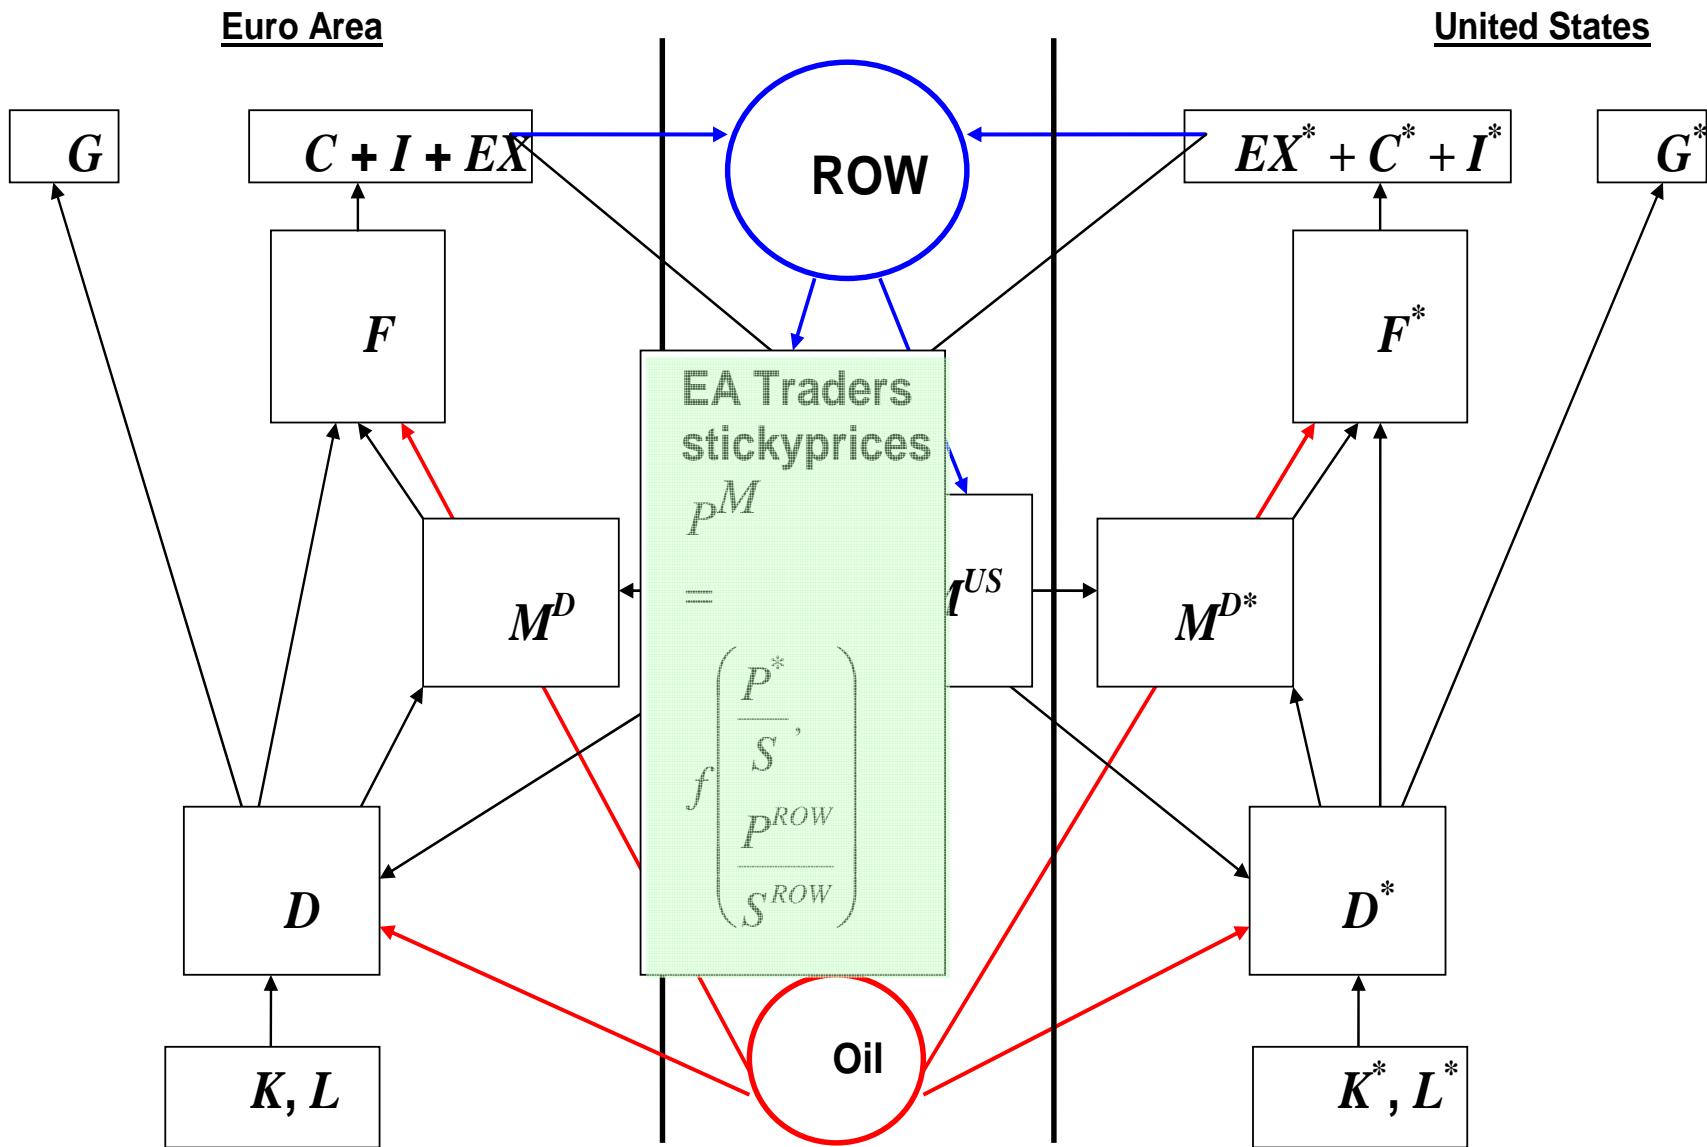 Euro Area
United States
G
C + I + EX
ROW
EX* + C* + I*
G*
F
F*
EA Traders
stickyprices
P^M
=
f(P^*/S, P^ROW/S^ROW)
M^D
US
M^D*
D
D*
Oil
K, L
K*, L*